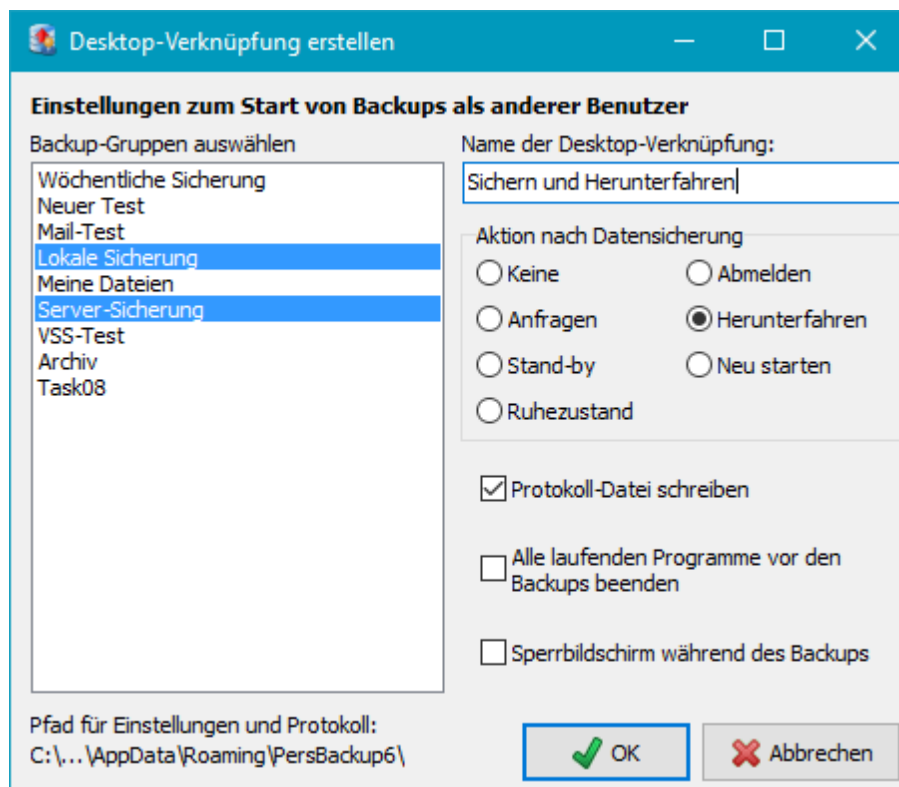 Desktop-Verknüpfung erstellen
Einstellungen zum Start von Backups als anderer Benutzer
Backup-Gruppen auswählen
Wöchentliche Sicherung
Neuer Test
Mail-Test
Lokale Sicherung
Meine Dateien
Server-Sicherung
VSS-Test
Archiv
Task08
Name der Desktop-Verknüpfung:
Sichern und Herunterfahren
Aktion nach Datensicherung
Keine
Abmelden
Anfragen
Herunterfahren
Stand-by
Neu starten
Ruhezustand
Protokoll-Datei schreiben
Alle laufenden Programme vor den
Backups beenden
Sperrbildschirm während des Backups
Pfad für Einstellungen und Protokoll:
C:\...\AppData\Roaming\PersBackup6\
OK
Abbrechen